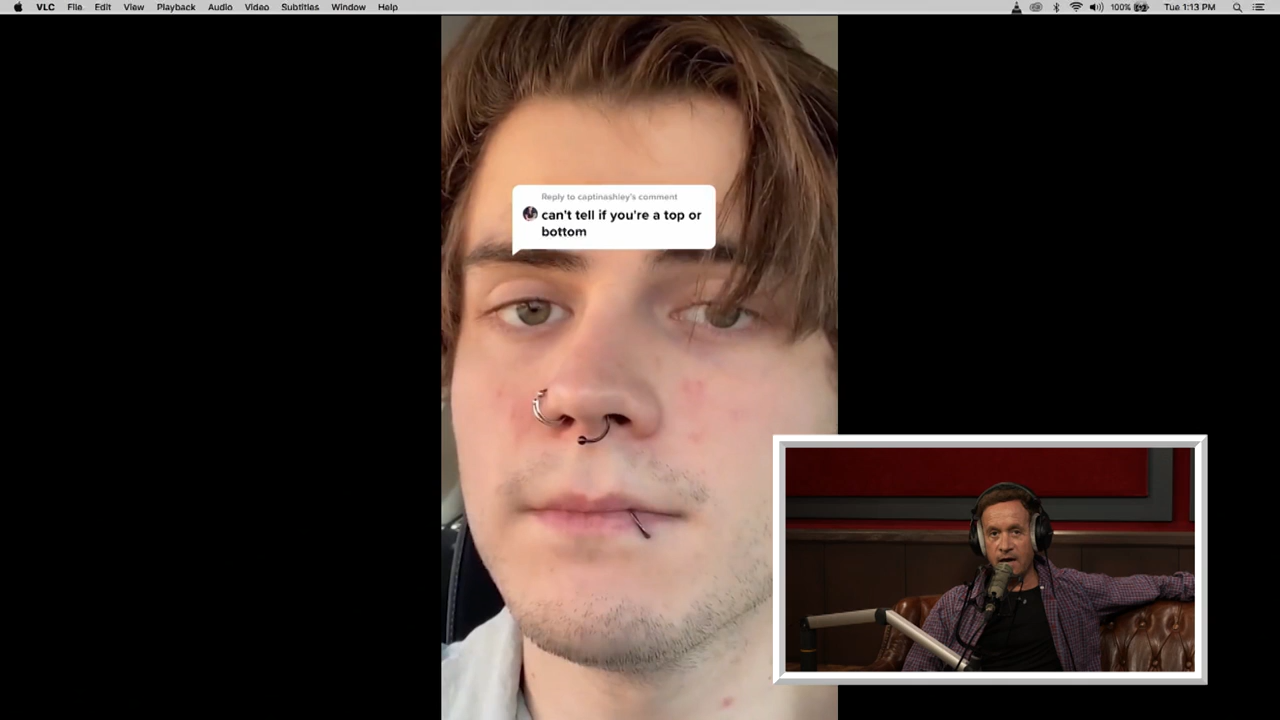 VLC File Edit View Playback Audio Video Subtitles Window Help 100% Tue 1:13 PM
Reply to captinashley's comment
can't tell if you're a top or
bottom